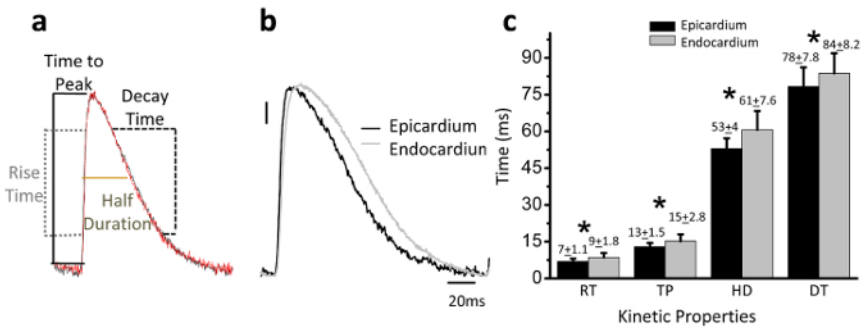 a
Time to
Peak
Decay
Time
Rise
Time
Half
Duration
b
Epicardium
Endocardiun
20ms
c
Epicardium
Endocardium
Time (ms)
90
75
60
45
30
15
0
7±1.1
9±1.8
*
13±1.5
15±2.8
*
53±4
61±7.6
*
78±7.8
84±8.2
*
RT
TP
HD
DT
Kinetic Properties